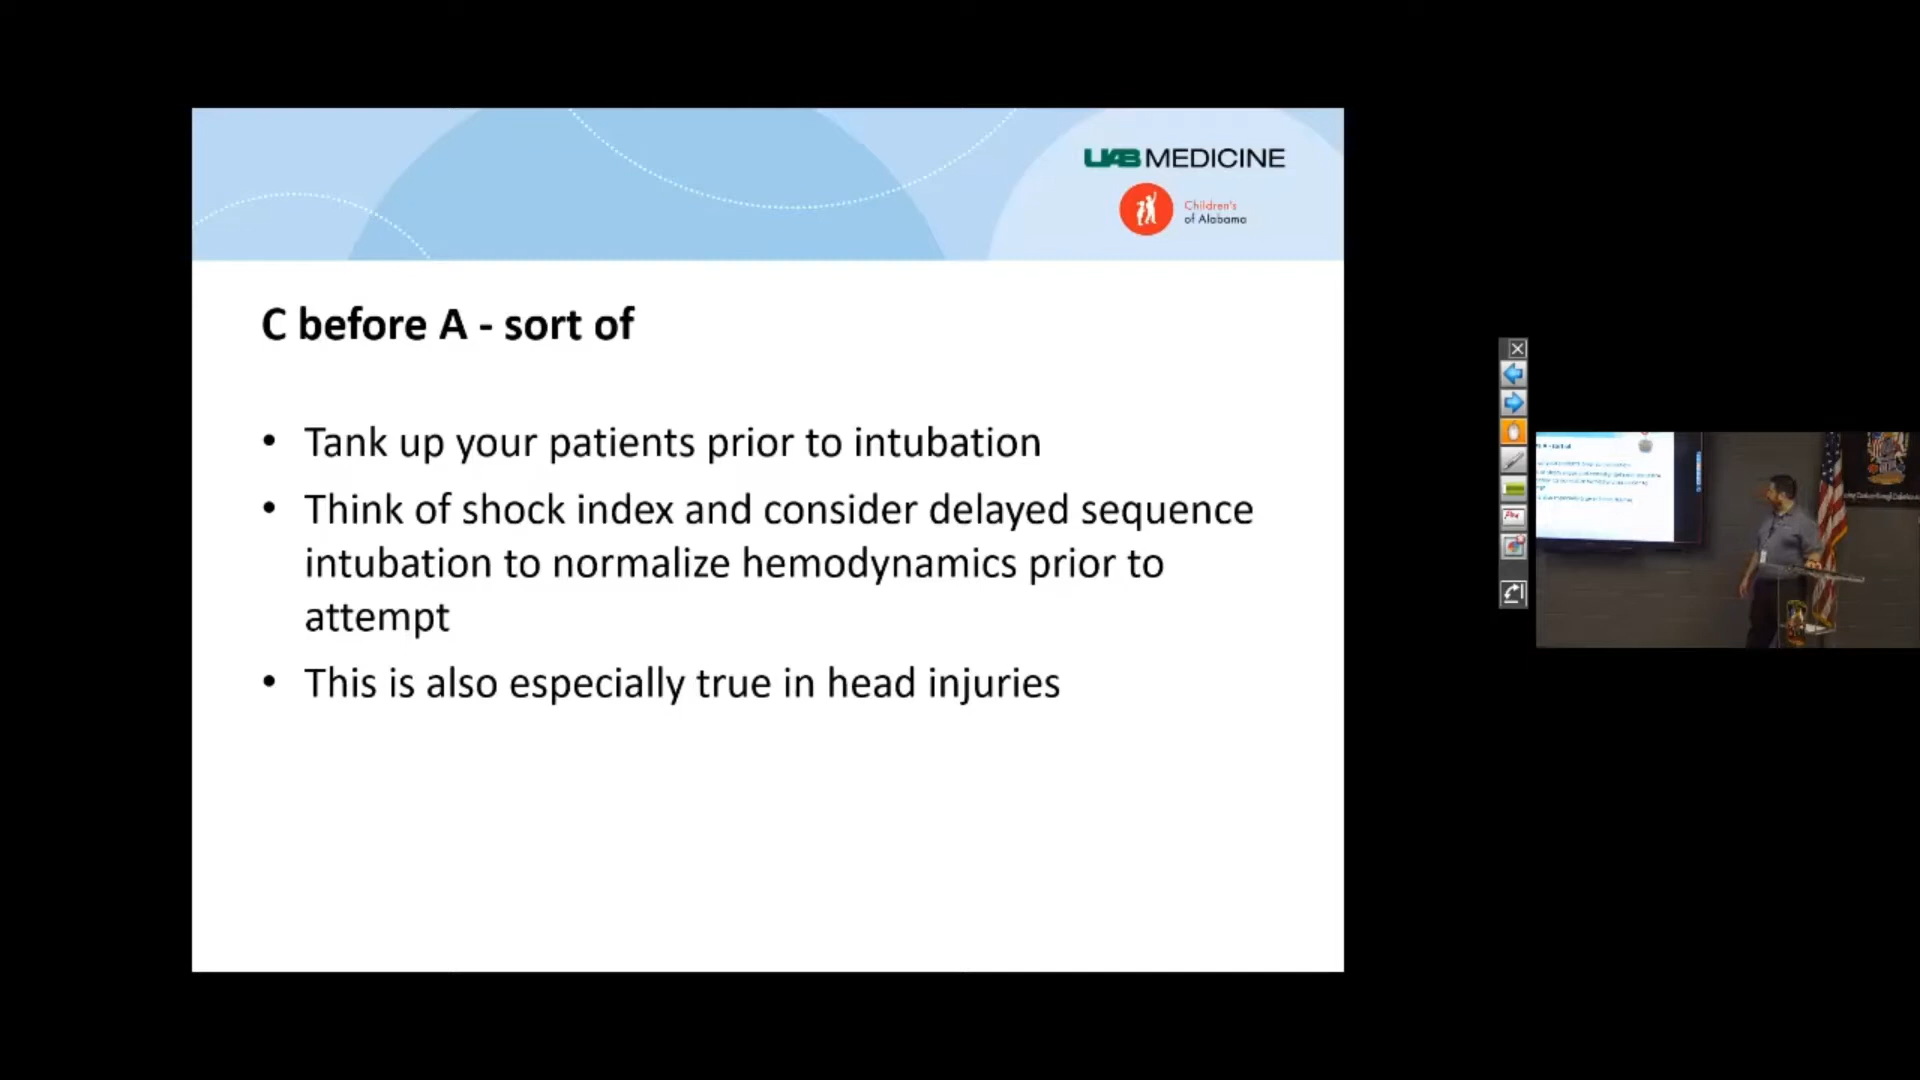 UAB MEDICINE
Children's
of Alabama
C before A - sort of
• Tank up your patients prior to intubation
• Think of shock index and consider delayed sequence
intubation to normalize hemodynamics prior to
attempt
• This is also especially true in head injuries